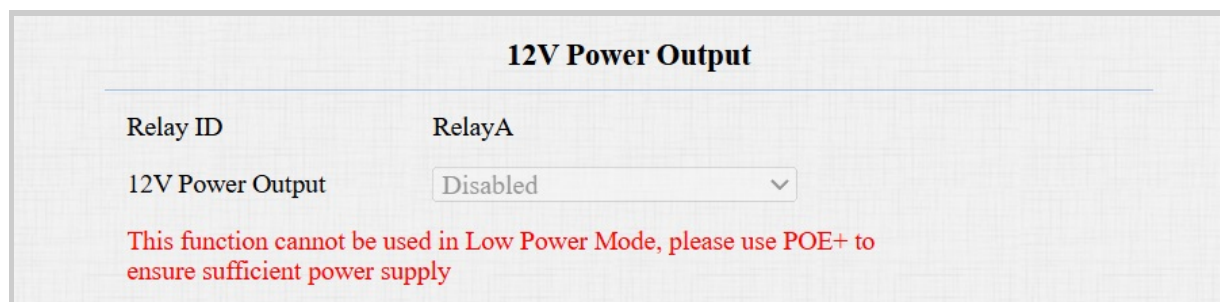 12V Power Output
Relay ID RelayA
12V Power Output Disabled
This function cannot be used in Low Power Mode, please use POE+ to
ensure sufficient power supply